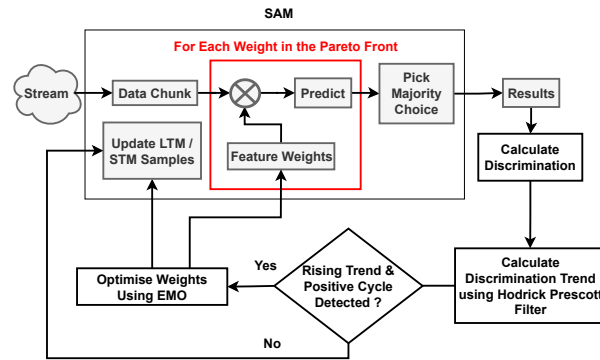 SAM
For Each Weight in the Pareto Front
Stream
Data Chunk
Predict
Pick
Majority
Choice
Results
Update LTM /
STM Samples
Feature Weights
Calculate
Discrimination
Calculate
Discrimination Trend
using Hodrick Prescott
Filter
Rising Trend &
Positive Cycle
Detected ?
Yes
Optimise Weights
Using EMO
No